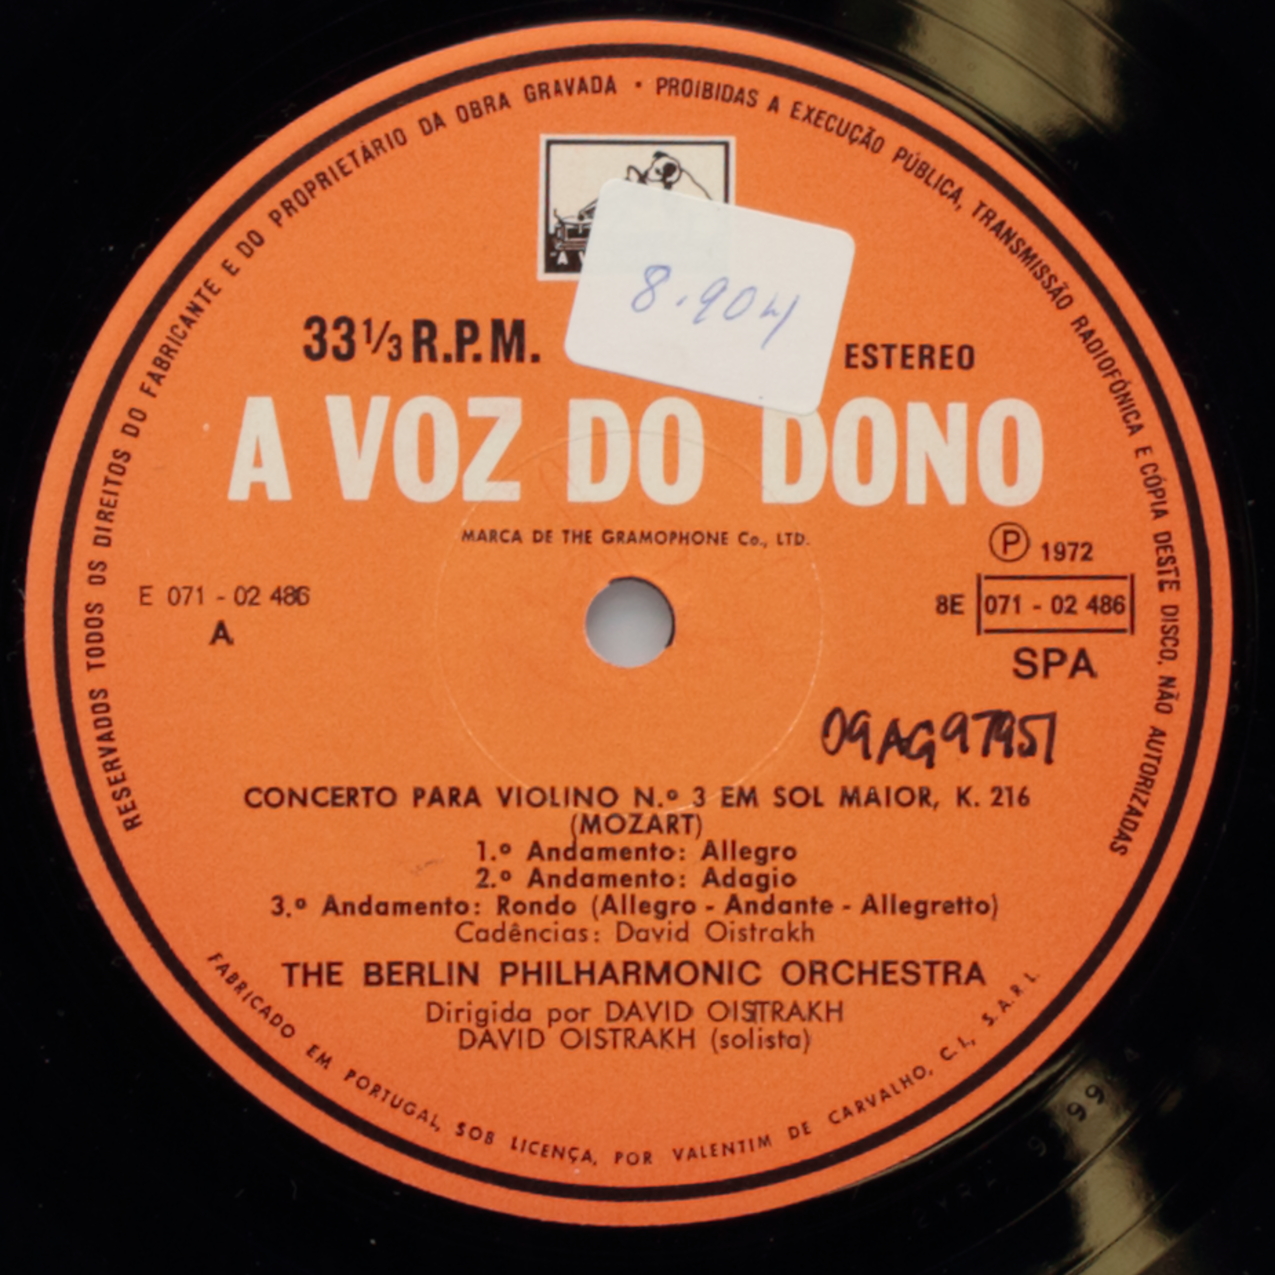 RESERVADOS TODOS OS DIREITOS DO FABRICANTE E DO PROPRIETÁRIO DA OBRA GRAVADA · PROIBIDAS A EXECUÇÃO PÚBLICA, TRANSMISSÃO RADIOFÓNICA E CÓPIA DESTE DISCO, NÃO AUTORIZADAS
33 1/3 R.P.M.
ESTEREO
A VOZ DO DONO
MARCA DE THE GRAMOPHONE Co., LTD.
Ⓟ 1972
E 071 - 02 486
A
8E 071 - 02 486
SPA
09AG97951
CONCERTO PARA VIOLINO N.º 3 EM SOL MAIOR, K. 216
(MOZART)
1.º Andamento: Allegro
2.º Andamento: Adagio
3.º Andamento: Rondo (Allegro - Andante - Allegretto)
Cadências: David Oistrakh
THE BERLIN PHILHARMONIC ORCHESTRA
Dirigida por DAVID OISTRAKH
DAVID OISTRAKH (solista)
FABRICADO EM PORTUGAL, SOB LICENÇA, POR VALENTIM DE CARVALHO, C. I., S. A. R. L.